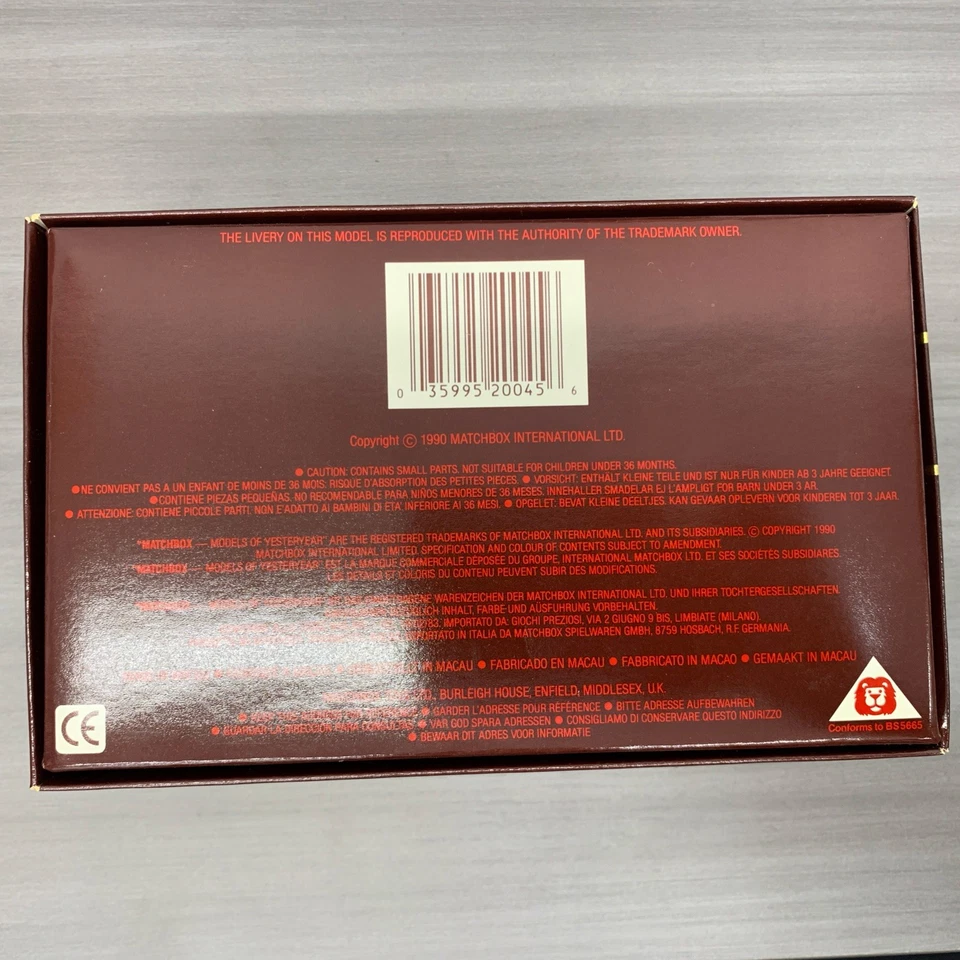 THE LIVERY ON THIS MODEL IS REPRODUCED WITH THE AUTHORITY OF THE TRADEMARK OWNER.
0 35995 20045 6
Copyright © 1990 MATCHBOX INTERNATIONAL LTD.
● CAUTION: CONTAINS SMALL PARTS. NOT SUITABLE FOR CHILDREN UNDER 36 MONTHS.
●NE CONVIENT PAS A UN ENFANT DE MOINS DE 36 MOIS: RISQUE D'ABSORPTION DES PETITES PIECES. ● VORSICHT: ENTHÄLT KLEINE TEILE UND IST NUR FÜR KINDER AB 3 JAHRE GEEIGNET.
●CONTIENE PIEZAS PEQUEÑAS. NO RECOMENDABLE PARA NIÑOS MENORES DE 36 MESES. INNEHALLER SMADELAR EJ LAMPLIGT FOR BARN UNDER 3 AR.
● ATTENZIONE: CONTIENE PICCOLE PARTI. NON E'ADATTO AI BAMBINI DI ETA' INFERIORE AI 36 MESI. ● OPGELET: BEVAT KLEINE DEELTJES. KAN GEVAAR OPLEVERN VOOR KINDEREN TOT 3 JAAR.
"MATCHBOX — MODELS OF YESTERYEAR" ARE THE REGISTERED TRADEMARKS OF MATCHBOX INTERNATIONAL LTD. AND ITS SUBSIDIARIES. © COPYRIGHT 1990
MATCHBOX INTERNATIONAL LIMITED. SPECIFICATION AND COLOUR OF CONTENTS SUBJECT TO AMENDMENT.
"MATCHBOX — MODELS OF YESTERYEAR" EST LA MARQUE COMMERCIALE DEPOSÉE DU GROUPE, INTERNATIONAL MATCHBOX LTD. ET SES SOCIÉTÉS SUBSIDIARES.
LES DETAILS ET COLORIS DU CONTENU PEUVENT SUBIR DES MODIFICATIONS.
WARENZEICHEN DER MATCHBOX INTERNATIONAL LTD. UND IHRER TOCHTERGESELLSCHAFTEN.
INHALT, FARBE UND AUSFUHRUNG VORBEHALTEN.
IMPORTATO DA: GIOCHI PREZIOSI, VIA 2 GIUGNO 9 BIS, LIMBIATE (MILANO).
IMPORTATO IN ITALIA DA MATCHBOX SPIELWAREN GMBH, 8759 HOSBACH, R.F. GERMANIA.
IN MACAU ● FABRICADO EN MACAU ● FABBRICATO IN MACAO ● GEMAAKT IN MACAU
BURLEIGH HOUSE, ENFIELD, MIDDLESEX, U.K.
● GARDER L'ADRESSE POUR RÉFÉRENCE ● BITTE ADRESSE AUFBEWAHREN
● GUARDAR LA DIRECCION PARA CONSULTAS ● VAR GOD SPARA ADRESSEN ● CONSIGLIAMO DI CONSERVARE QUESTO INDIRIZZO
● BEWAAR DIT ADRES VOOR INFORMATIE
CE
Conforms to BS5665